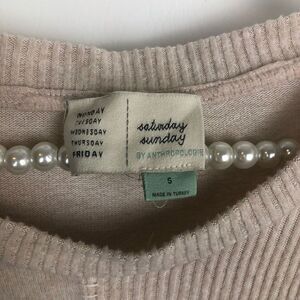 MONDAY
TUESDAY
WEDNESDAY
THURSDAY
FRIDAY
saturday
sunday
BY ANTHROPOLOGIE
S
MADE IN TURKEY